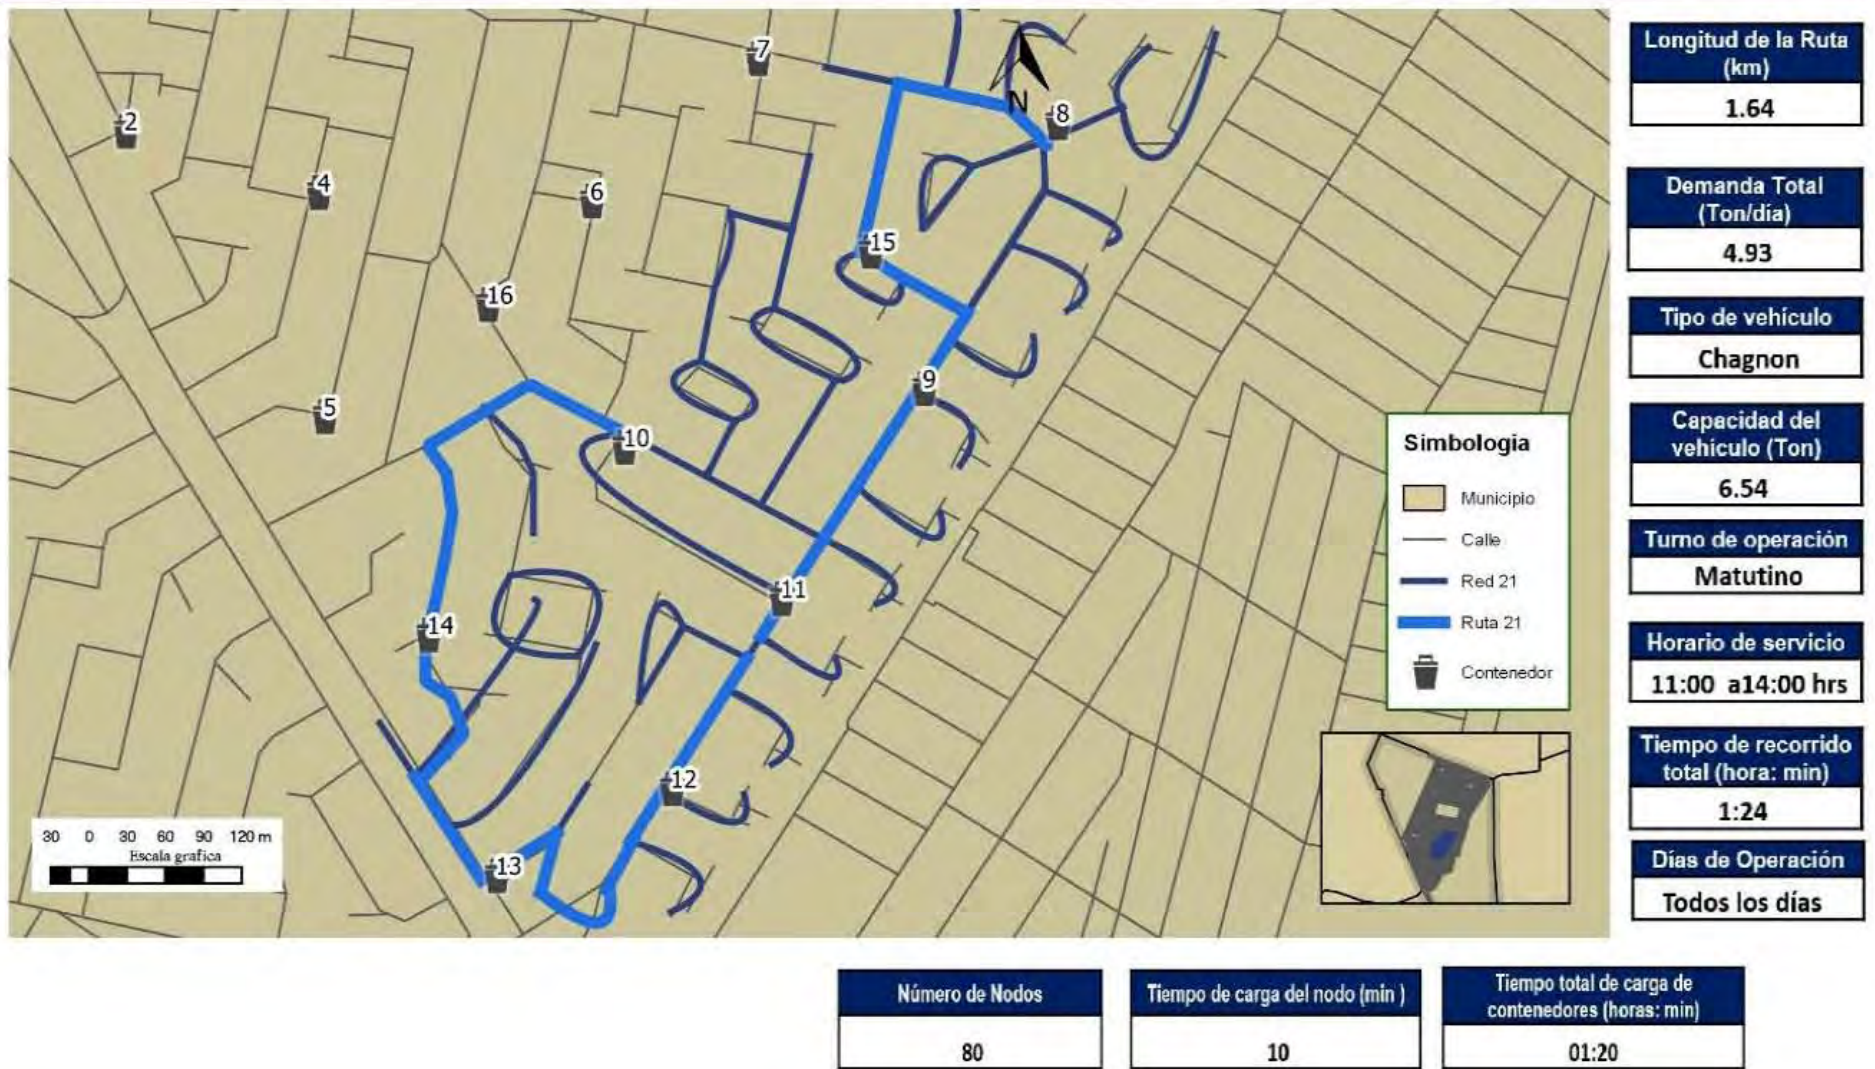 7
2
8
4
6
15
16
9
5
10
11
14
12
13
N
30 0 30 60 90 120 m
Escala grafica
Simbologia
Municipio
Calle
Red 21
Ruta 21
Contenedor
Longitud de la Ruta
(km)
1.64
Demanda Total
(Ton/día)
4.93
Tipo de vehículo
Chagnon
Capacidad del
vehículo (Ton)
6.54
Turno de operación
Matutino
Horario de servicio
11:00 a14:00 hrs
Tiempo de recorrido
total (hora: min)
1:24
Días de Operación
Todos los días
Número de Nodos
80
Tiempo de carga del nodo (min )
10
Tiempo total de carga de
contenedores (horas: min)
01:20